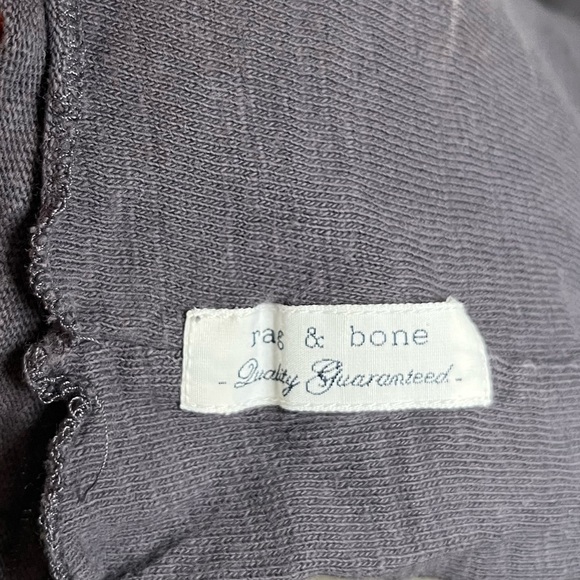 rag & bone
- Quality Guaranteed -